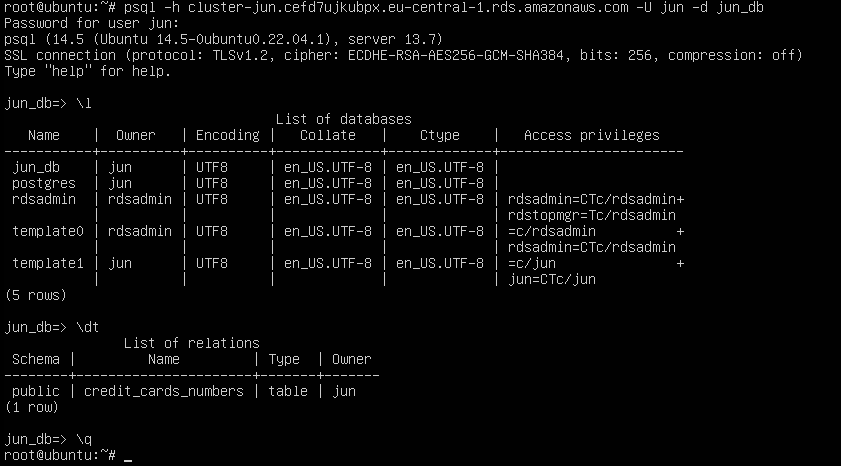 root@ubuntu:~# psql -h cluster-jun.cefd7ujkubpx.eu-central-1.rds.amazonaws.com -U jun -d jun_db
Password for user jun:
psql (14.5 (Ubuntu 14.5-0ubuntu0.22.04.1), server 13.7)
SSL connection (protocol: TLSv1.2, cipher: ECDHE-RSA-AES256-GCM-SHA384, bits: 256, compression: off)
Type "help" for help.

jun_db=> \l
                                  List of databases
   Name    |  Owner   | Encoding |   Collate   |    Ctype    |   Access privileges
-----------+----------+----------+-------------+-------------+-----------------------
 jun_db    | jun      | UTF8     | en_US.UTF-8 | en_US.UTF-8 |
 postgres  | jun      | UTF8     | en_US.UTF-8 | en_US.UTF-8 |
 rdsadmin  | rdsadmin | UTF8     | en_US.UTF-8 | en_US.UTF-8 | rdsadmin=CTc/rdsadmin+
           |          |          |             |             | rdstopmgr=Tc/rdsadmin
 template0 | rdsadmin | UTF8     | en_US.UTF-8 | en_US.UTF-8 | =c/rdsadmin          +
           |          |          |             |             | rdsadmin=CTc/rdsadmin
 template1 | jun      | UTF8     | en_US.UTF-8 | en_US.UTF-8 | =c/jun               +
           |          |          |             |             | jun=CTc/jun
(5 rows)

jun_db=> \dt
               List of relations
 Schema |         Name         | Type  | Owner
--------+----------------------+-------+-------
 public | credit_cards_numbers | table | jun
(1 row)

jun_db=> \q
root@ubuntu:~# _